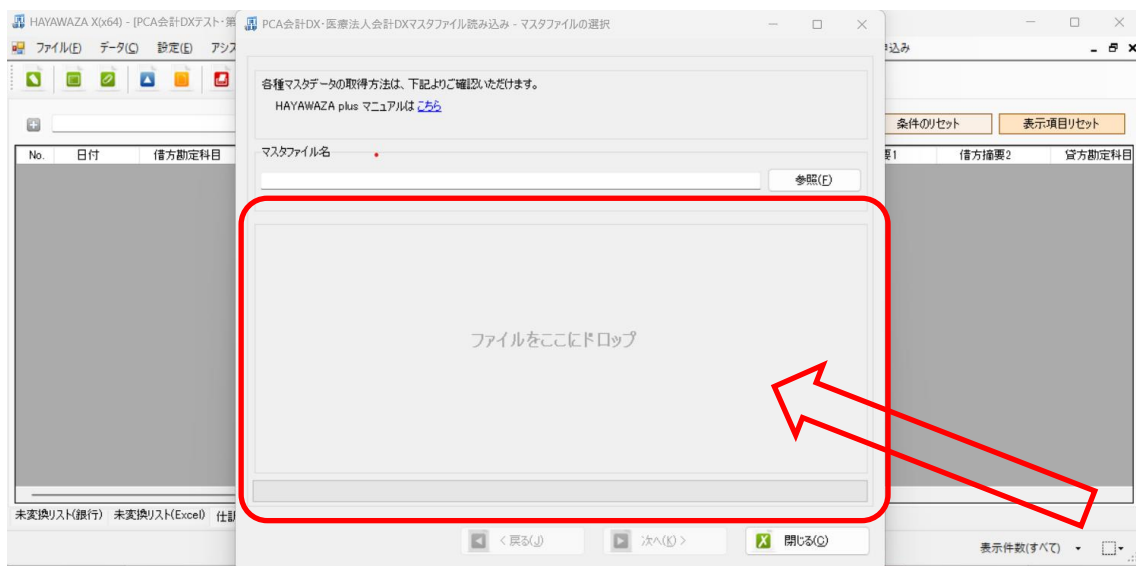 HAYAWAZA X(x64) - [PCA会計DXテスト・第
ファイル(F) データ(C) 設定(E) アシス
No. 日付 借方勘定科目
未変換リスト(銀行) 未変換リスト(Excel) 仕訳
PCA会計DX・医療法人会計DXマスタファイル読み込み - マスタファイルの選択
各種マスタデータの取得方法は、下記よりご確認いただけます。
HAYAWAZA plus マニュアルは こちら
マスタファイル名
参照(F)
ファイルをここにドロップ
< 戻る(J)
次へ(K) >
閉じる(C)
込み
条件のリセット
表示項目リセット
要1 借方摘要2 貸方勘定科目
表示件数(すべて)